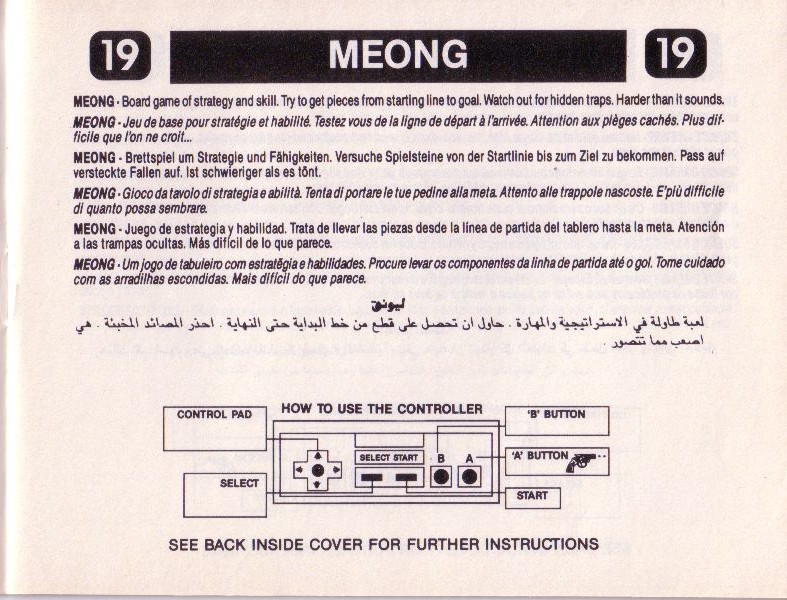 19 MEONG 19
MEONG - Board game of strategy and skill. Try to get pieces from starting line to goal. Watch out for hidden traps. Harder than it sounds.
MEONG - Jeu de base pour stratégie et habilité. Testez vous de la ligne de départ à l'arrivée. Attention aux pièges cachés. Plus dif-
ficile que l'on ne croit...
MEONG - Brettspiel um Strategie und Fähigkeiten. Versuche Spielsteine von der Startlinie bis zum Ziel zu bekommen. Pass auf
versteckte Fallen auf. Ist schwieriger als es tönt.
MEONG - Gioco da tavolo di strategia e abilità. Tenta di portare le tue pedine alla meta. Attento alle trappole nascoste. E'più difficile
di quanto possa sembrare.
MEONG - Juego de estrategia y habilidad. Trata de llevar las piezas desde la línea de partida del tablero hasta la meta. Atención
a las trampas ocultas. Más difícil de lo que parece.
MEONG - Um jogo de tabuleiro com estratēgia e habilidades. Procure levar os componentes da linha de partida até o gol. Tome cuidado
com as arradilhas escondidas. Mais difícil do que parece.
ليونق
لعبة طاولة في الاستراتيجية والمهارة . حاول ان تحصل على قطع من خط البداية حتى النهاية . احذر المصائد المخبئة . هي
اصعب مما تتصور .
CONTROL PAD
HOW TO USE THE CONTROLLER
'B' BUTTON
SELECT START B A
'A' BUTTON
SELECT
START
SEE BACK INSIDE COVER FOR FURTHER INSTRUCTIONS